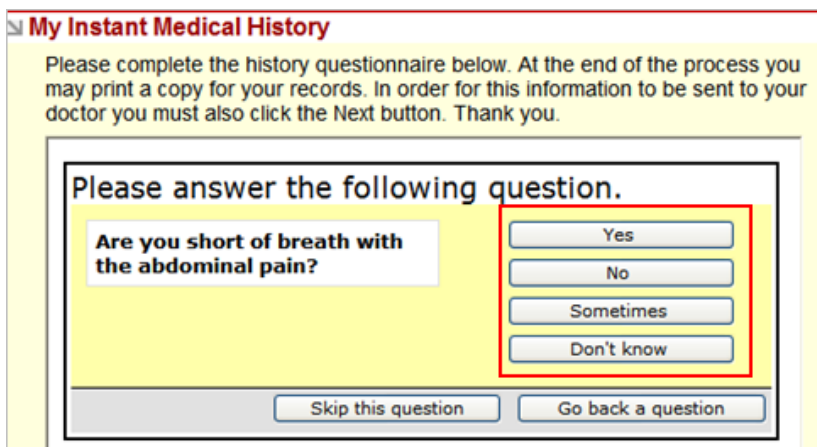 My Instant Medical History
Please complete the history questionnaire below. At the end of the process you
may print a copy for your records. In order for this information to be sent to your
doctor you must also click the Next button. Thank you.
Please answer the following question.
Are you short of breath with
the abdominal pain?
Yes
No
Sometimes
Don't know
Skip this question
Go back a question